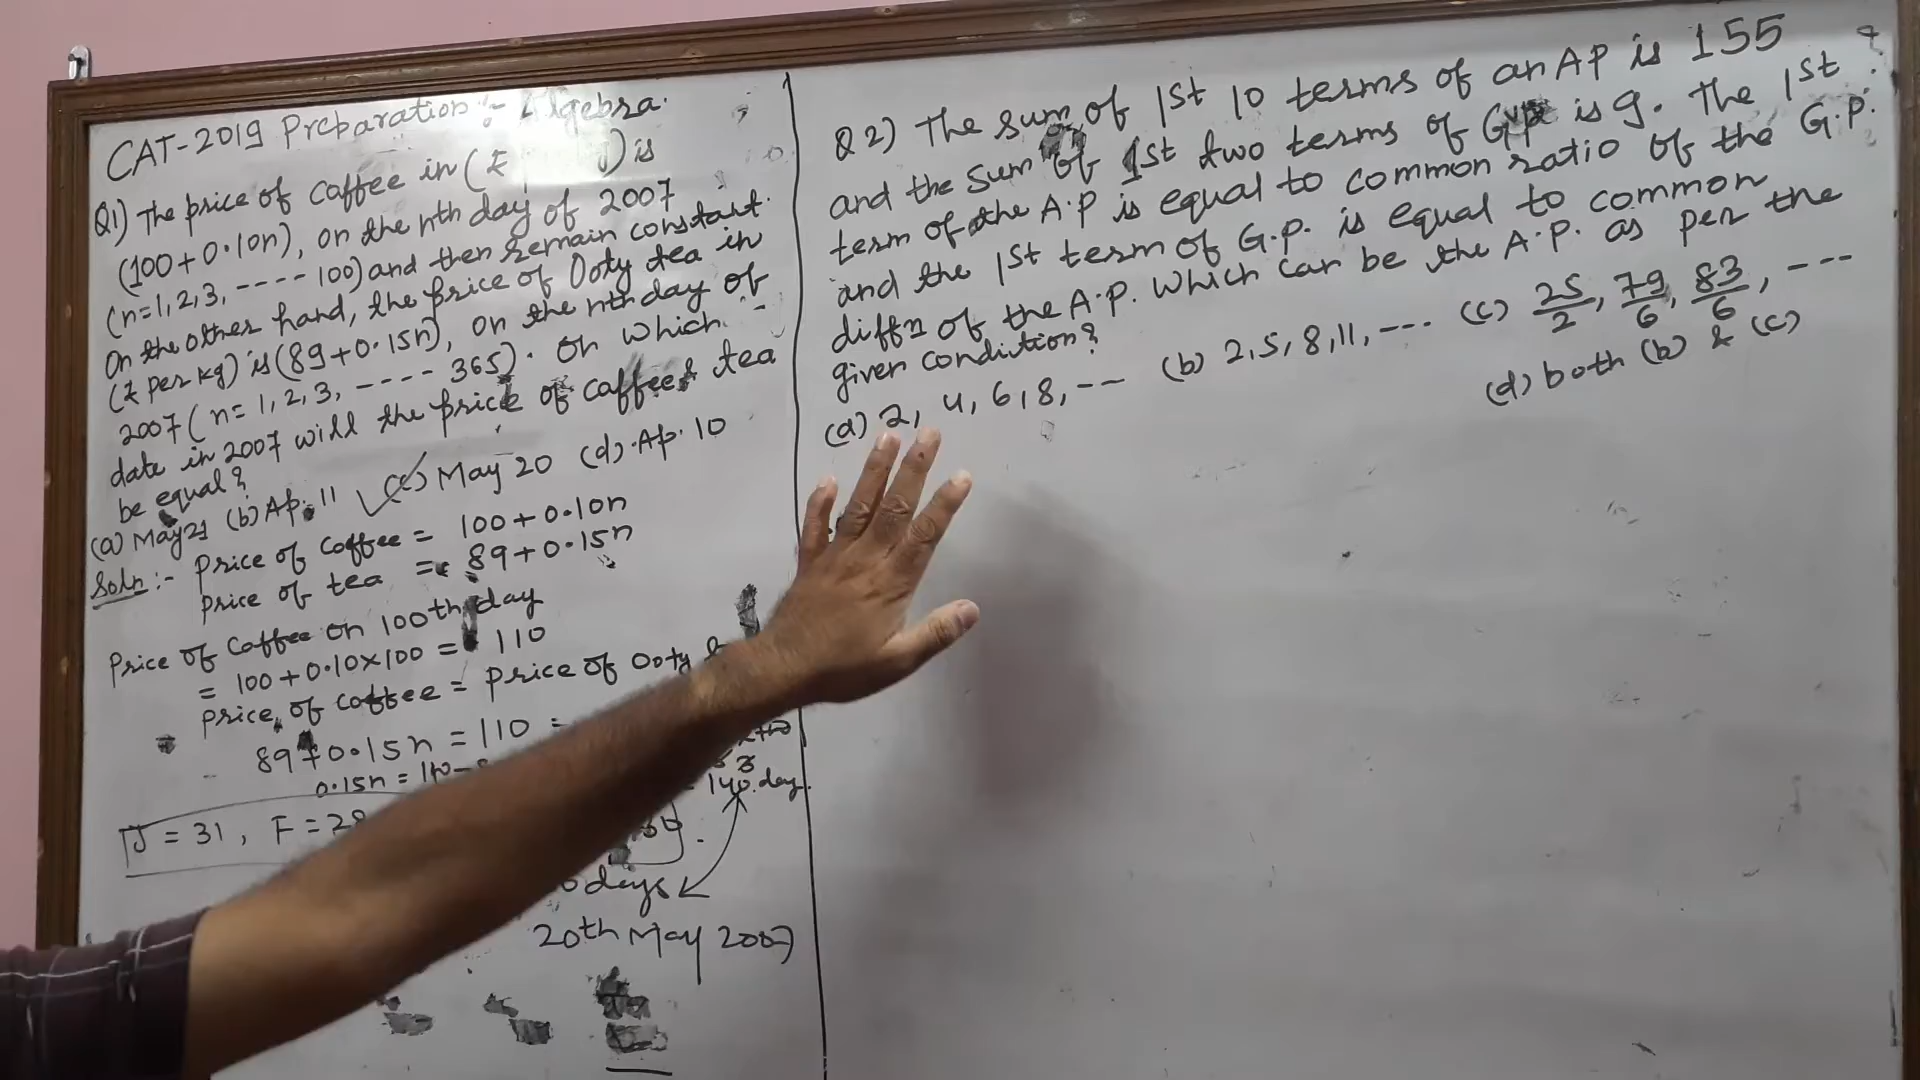 CAT-2019 Preparation :- Algebra.
Q1) The price of caffee in (₹ ) is
(100+0.10n), on the nth day of 2007
(n=1,2,3, ---- 100) and then remain constant.
On the other hand, the price of Ooty tea in
(₹ per kg) is (89+0.15n), on the nth day of
2007 (n= 1, 2, 3, ---- 365). On which
date in 2007 will the price of caffee & tea
be equal?
(a) May 21 (b) Ap. 11 (c) May 20 (d) Ap. 10
Soln :- Price of Coffee = 100+0.10n
Price of tea = 89+0.15n
Price of Coffee on 100th day
= 100+0.10×100 = 110
Price of coffee = Price of Ooty
89+0.15n = 110 =
0.15n = 110-
140 day.
J = 31, F = 28
days
20th May 2007
Q2) The sum of 1st 10 terms of an AP is 155
and the sum of 1st two terms of GP is 9. The 1st
term of the A.P is equal to common ratio of the G.P.
and the 1st term of G.P. is equal to common
diffn of the A.P. Which can be the A.P. as per the
given condiution?
(a) 2, 4, 6, 8, --- (b) 2, 5, 8, 11, --- (c) 25/2, 79/6, 83/6, ---
(d) both (b) & (c)